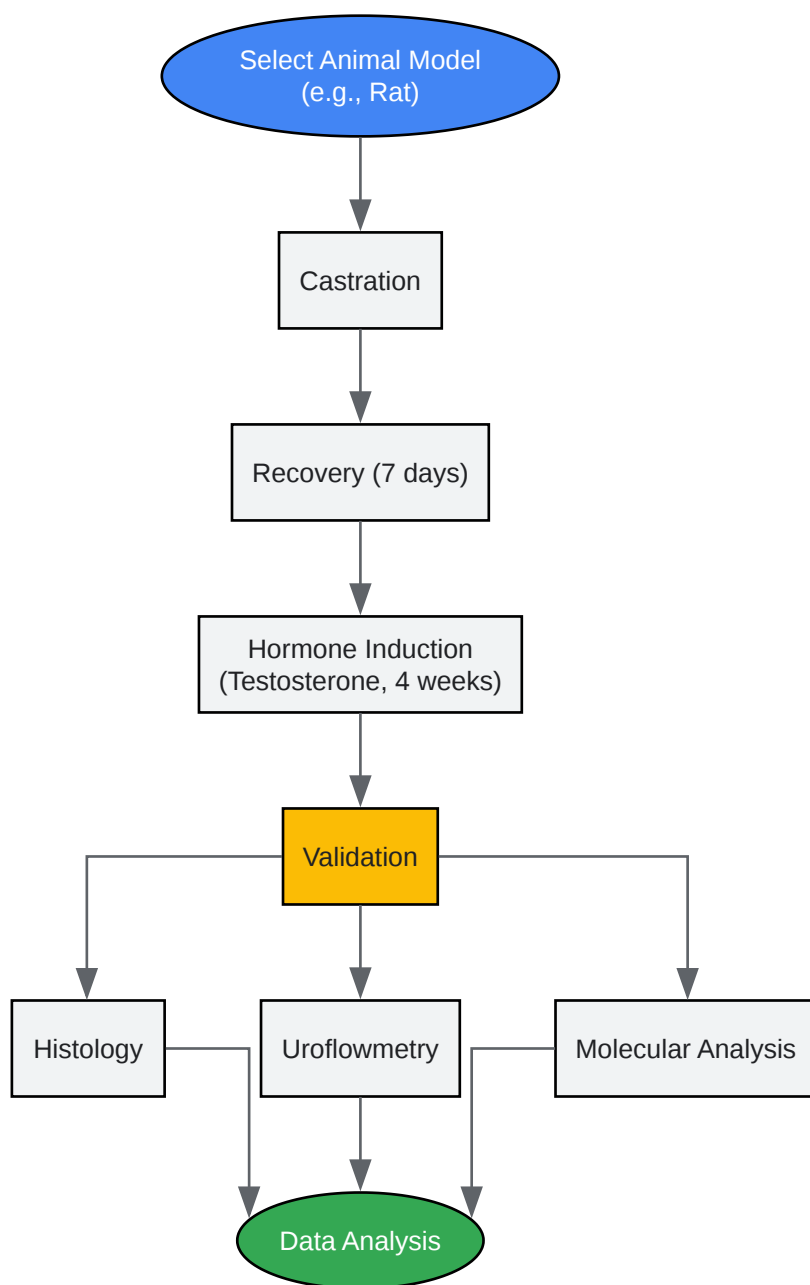 Select Animal Model
(e.g., Rat)
Castration
Recovery (7 days)
Hormone Induction
(Testosterone, 4 weeks)
Validation
Histology
Uroflowmetry
Molecular Analysis
Data Analysis